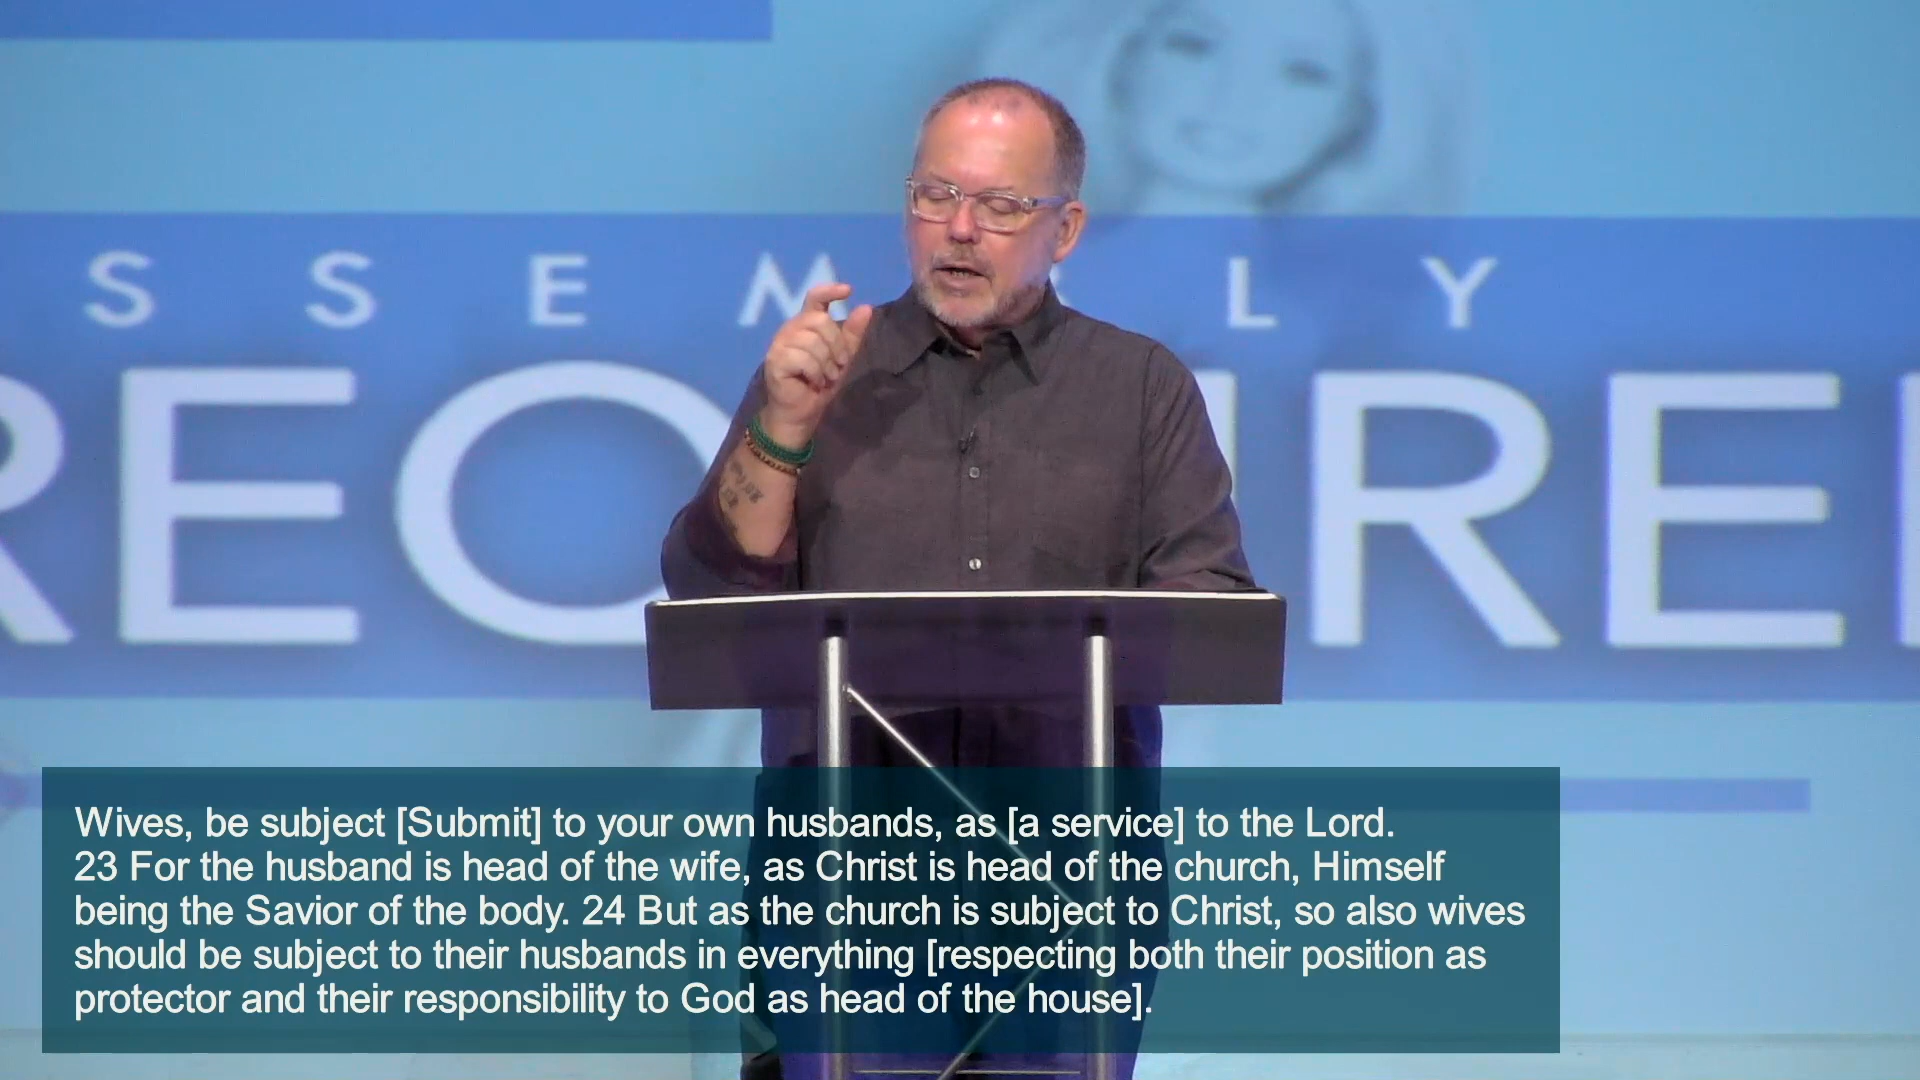 SSEMLY
REQUIRE
Wives, be subject [Submit] to your own husbands, as [a service] to the Lord.
23 For the husband is head of the wife, as Christ is head of the church, Himself
being the Savior of the body. 24 But as the church is subject to Christ, so also wives
should be subject to their husbands in everything [respecting both their position as
protector and their responsibility to God as head of the house].